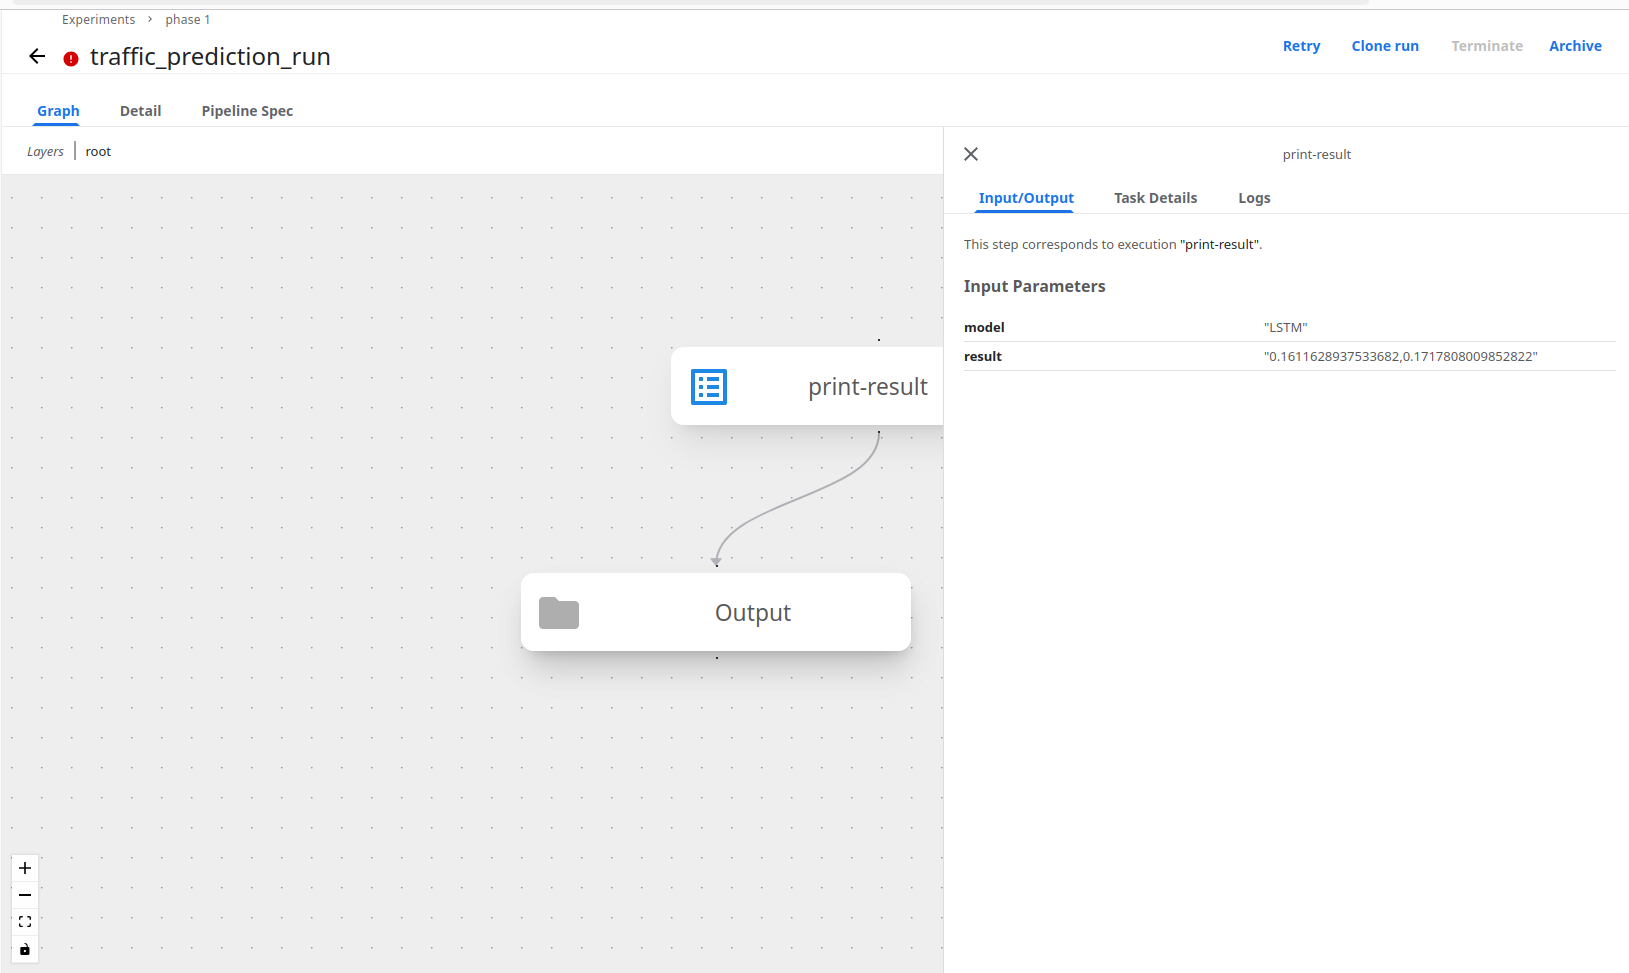 Experiments > phase 1
traffic_prediction_run
Retry Clone run Terminate Archive
Graph Detail Pipeline Spec
Layers root
print-result
Output
print-result
Input/Output Task Details Logs
This step corresponds to execution "print-result".
Input Parameters
model "LSTM"
result "0.1611628937533682,0.1717808009852822"